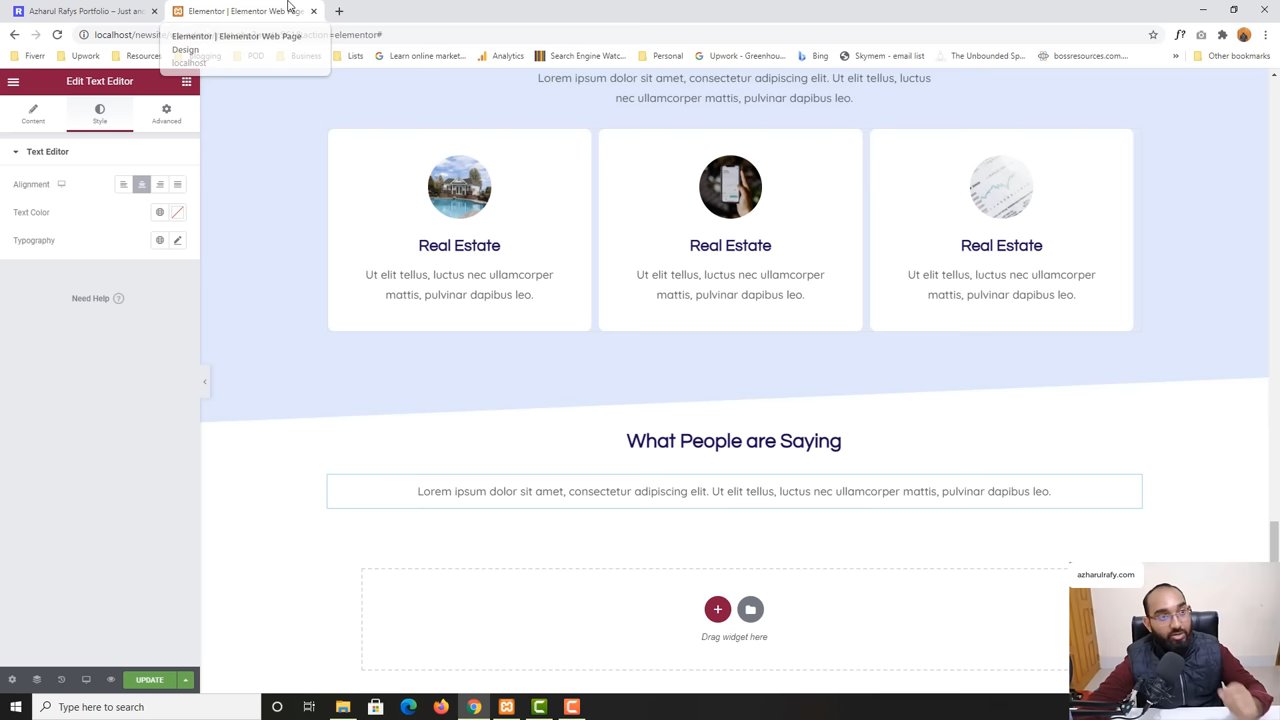 Azharul Rafys Portfolio - Just and
Elementor | Elementor Web Page
localhost/newsite/
=elementor#
Elementor | Elementor Web Page
Design
localhost
Fiverr
Upwork
POD
Business
Lists
Learn online market...
Analytics
Search Engine Watc...
Personal
Upwork - Greenhou...
Bing
Skymem - email list
The Unbounded Sp...
bossresources.com...
»
Other bookmarks
Edit Text Editor
Content
Style
Advanced
Text Editor
Alignment
Text Color
Typography
Need Help ?
UPDATE
Lorem ipsum dolor sit amet, consectetur adipiscing elit. Ut elit tellus, luctus
nec ullamcorper mattis, pulvinar dapibus leo.
Real Estate
Ut elit tellus, luctus nec ullamcorper
mattis, pulvinar dapibus leo.
Real Estate
Ut elit tellus, luctus nec ullamcorper
mattis, pulvinar dapibus leo.
Real Estate
Ut elit tellus, luctus nec ullamcorper
mattis, pulvinar dapibus leo.
What People are Saying
Lorem ipsum dolor sit amet, consectetur adipiscing elit. Ut elit tellus, luctus nec ullamcorper mattis, pulvinar dapibus leo.
Drag widget here
azharulrafy.com
Type here to search